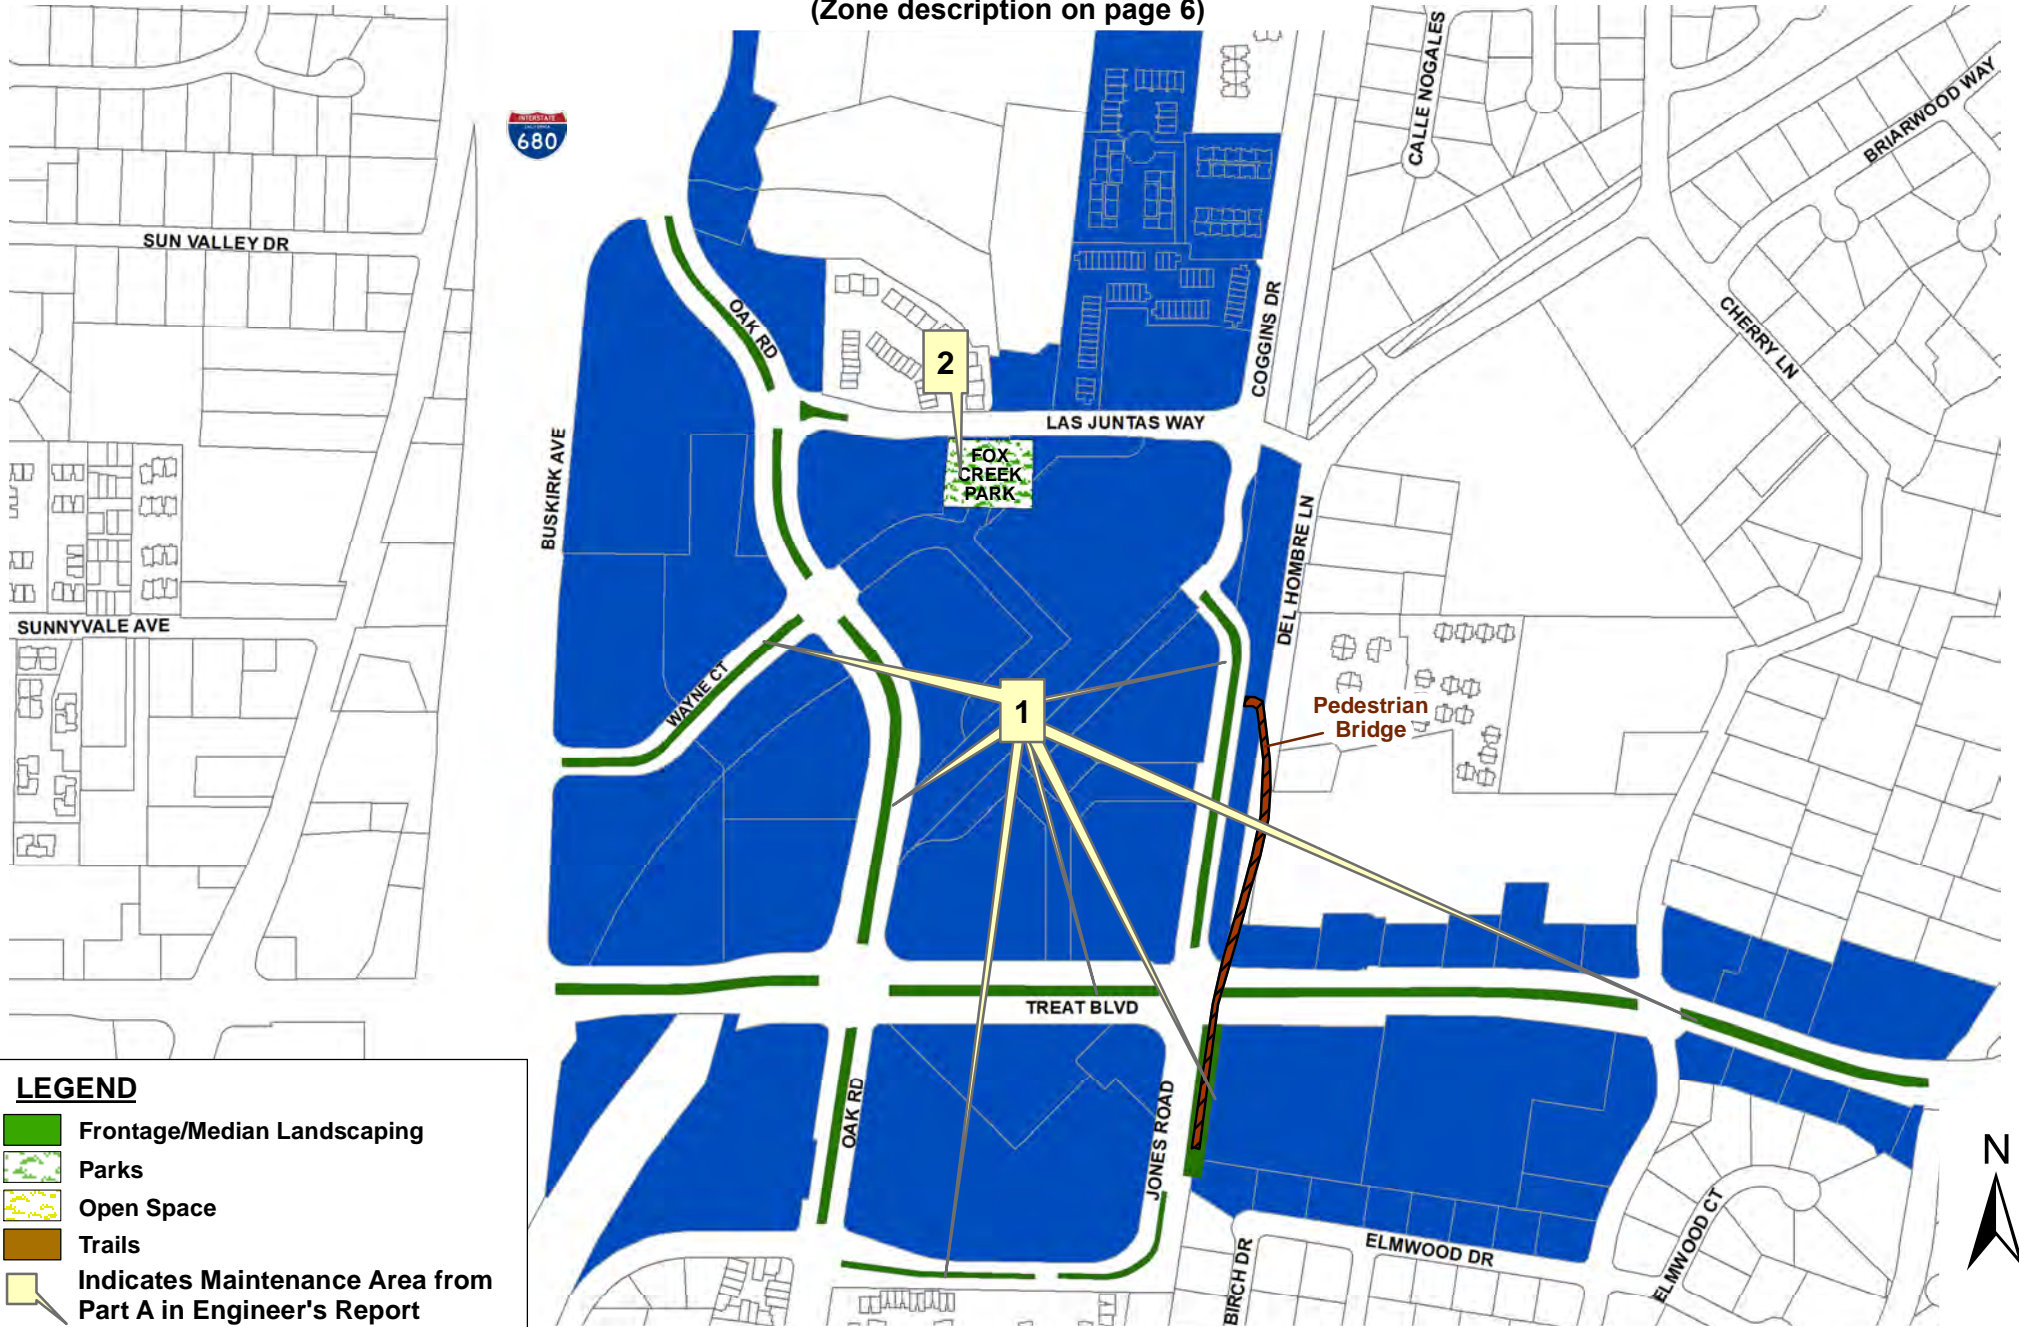 (Zone description on page 6)
CALLE NOGALES
BRIARWOOD WAY
INTERSTATE
CALIFORNIA
680
SUN VALLEY DR
OAK RD
COGGINS DR
CHERRY LN
2
LAS JUNTAS WAY
BUSKIRK AVE
FOX
CREEK
PARK
DEL HOMBRE LN
SUNNYVALE AVE
WAYNE CT
1
Pedestrian
Bridge
TREAT BLVD
OAK RD
JONES ROAD
BIRCH DR
ELMWOOD DR
ELMWOOD CT
N
LEGEND
Frontage/Median Landscaping
Parks
Open Space
Trails
Indicates Maintenance Area from
Part A in Engineer's Report